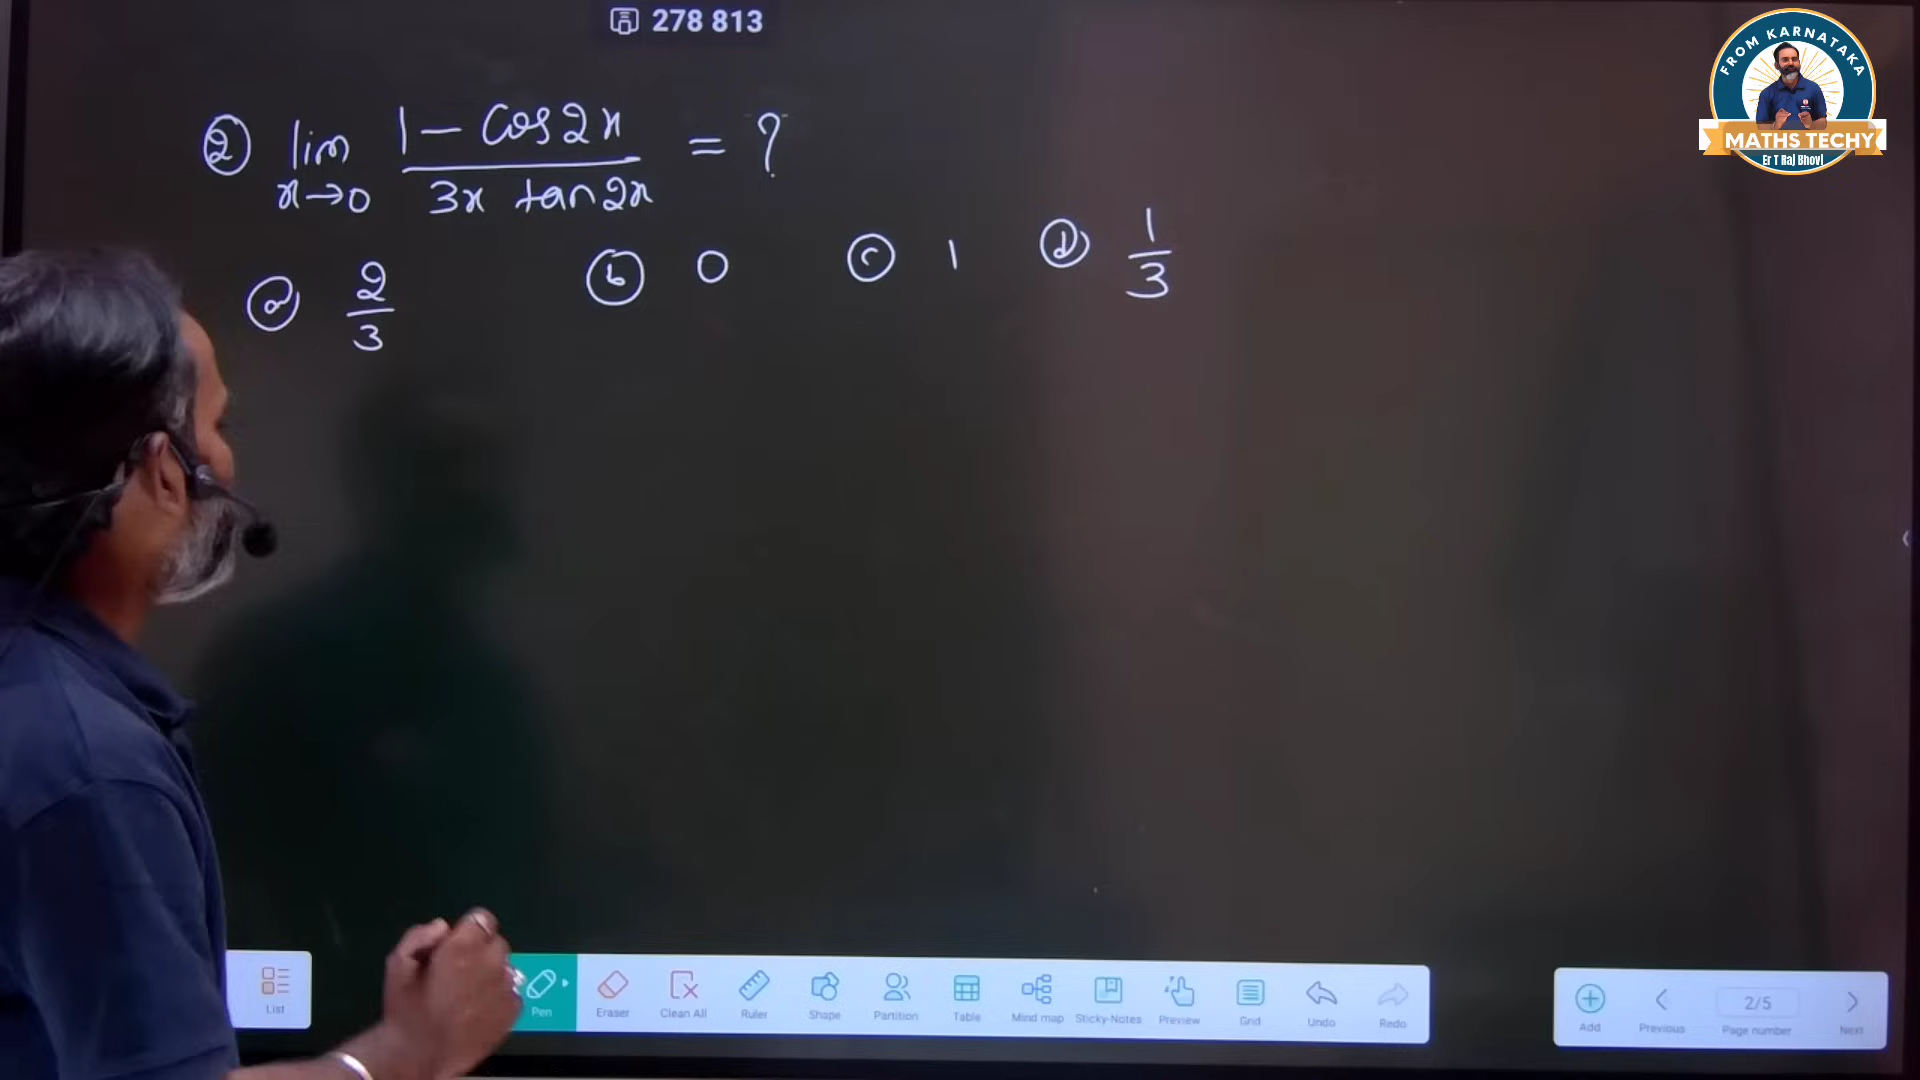 278 813
FROM KARNATAKA
MATHS TECHY
Er T Raj Bhovi
② lim x→0 (1 − Cos2x)/(3x tan2x) = ?
ⓐ 2/3 ⓑ 0 ⓒ 1 ⓓ 1/3
List Pen Eraser Clean All Ruler Shape Partition Table Mind map Sticky-Notes Preview Grid Undo Redo
Add Previous 2/5 Page number Next